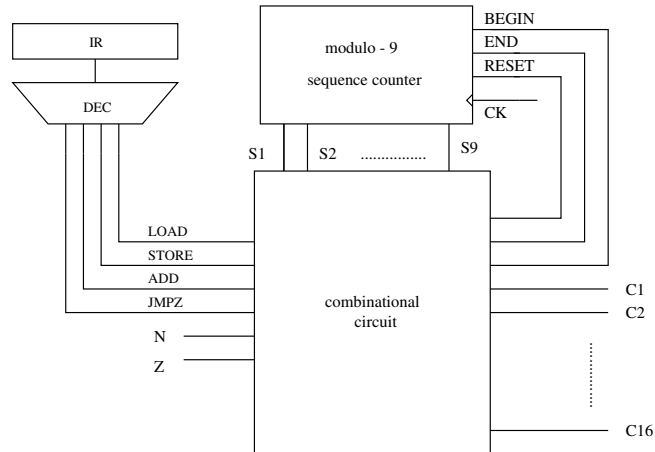 IR
DEC
modulo - 9
sequence counter
BEGIN
END
RESET
CK
S1 S2 ................ S9
LOAD
STORE
ADD
JMPZ
N
Z
combinational
circuit
C1
C2
C16